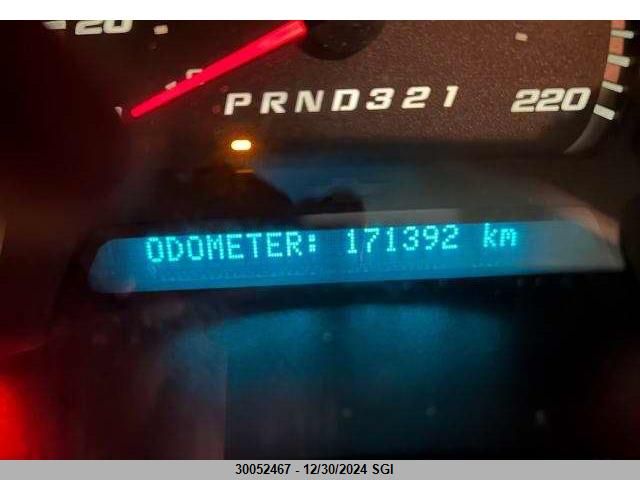 20
PRND321 220
ODOMETER: 171392 km
30052467 - 12/30/2024 SGI